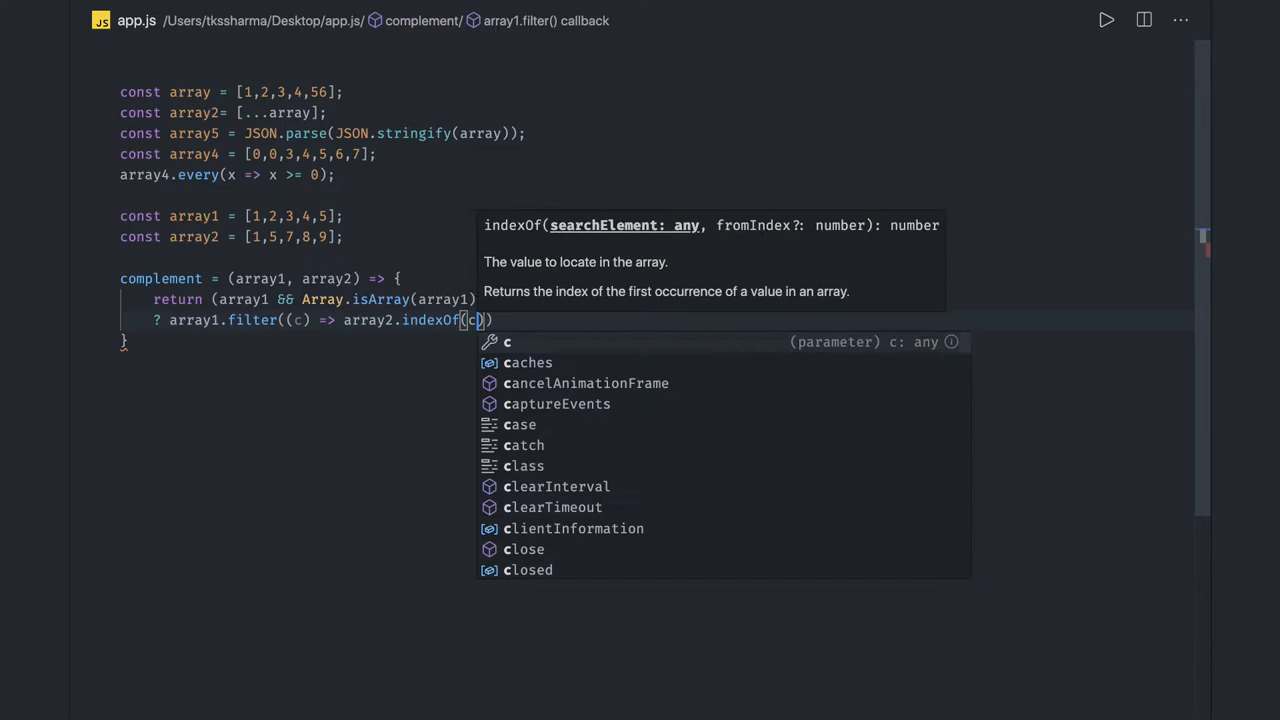 JS app.js /Users/tkssharma/Desktop/app.js/ complement/ array1.filter() callback
const array = [1,2,3,4,56];
const array2= [...array];
const array5 = JSON.parse(JSON.stringify(array));
const array4 = [0,0,3,4,5,6,7];
array4.every(x => x >= 0);
const array1 = [1,2,3,4,5];
const array2 = [1,5,7,8,9];
complement = (array1, array2) => {
return (array1 && Array.isArray(array1)
? array1.filter((c) => array2.indexOf(c))
}
indexOf(searchElement: any, fromIndex?: number): number
The value to locate in the array.
Returns the index of the first occurrence of a value in an array.
c (parameter) c: any
caches
cancelAnimationFrame
captureEvents
case
catch
class
clearInterval
clearTimeout
clientInformation
close
closed